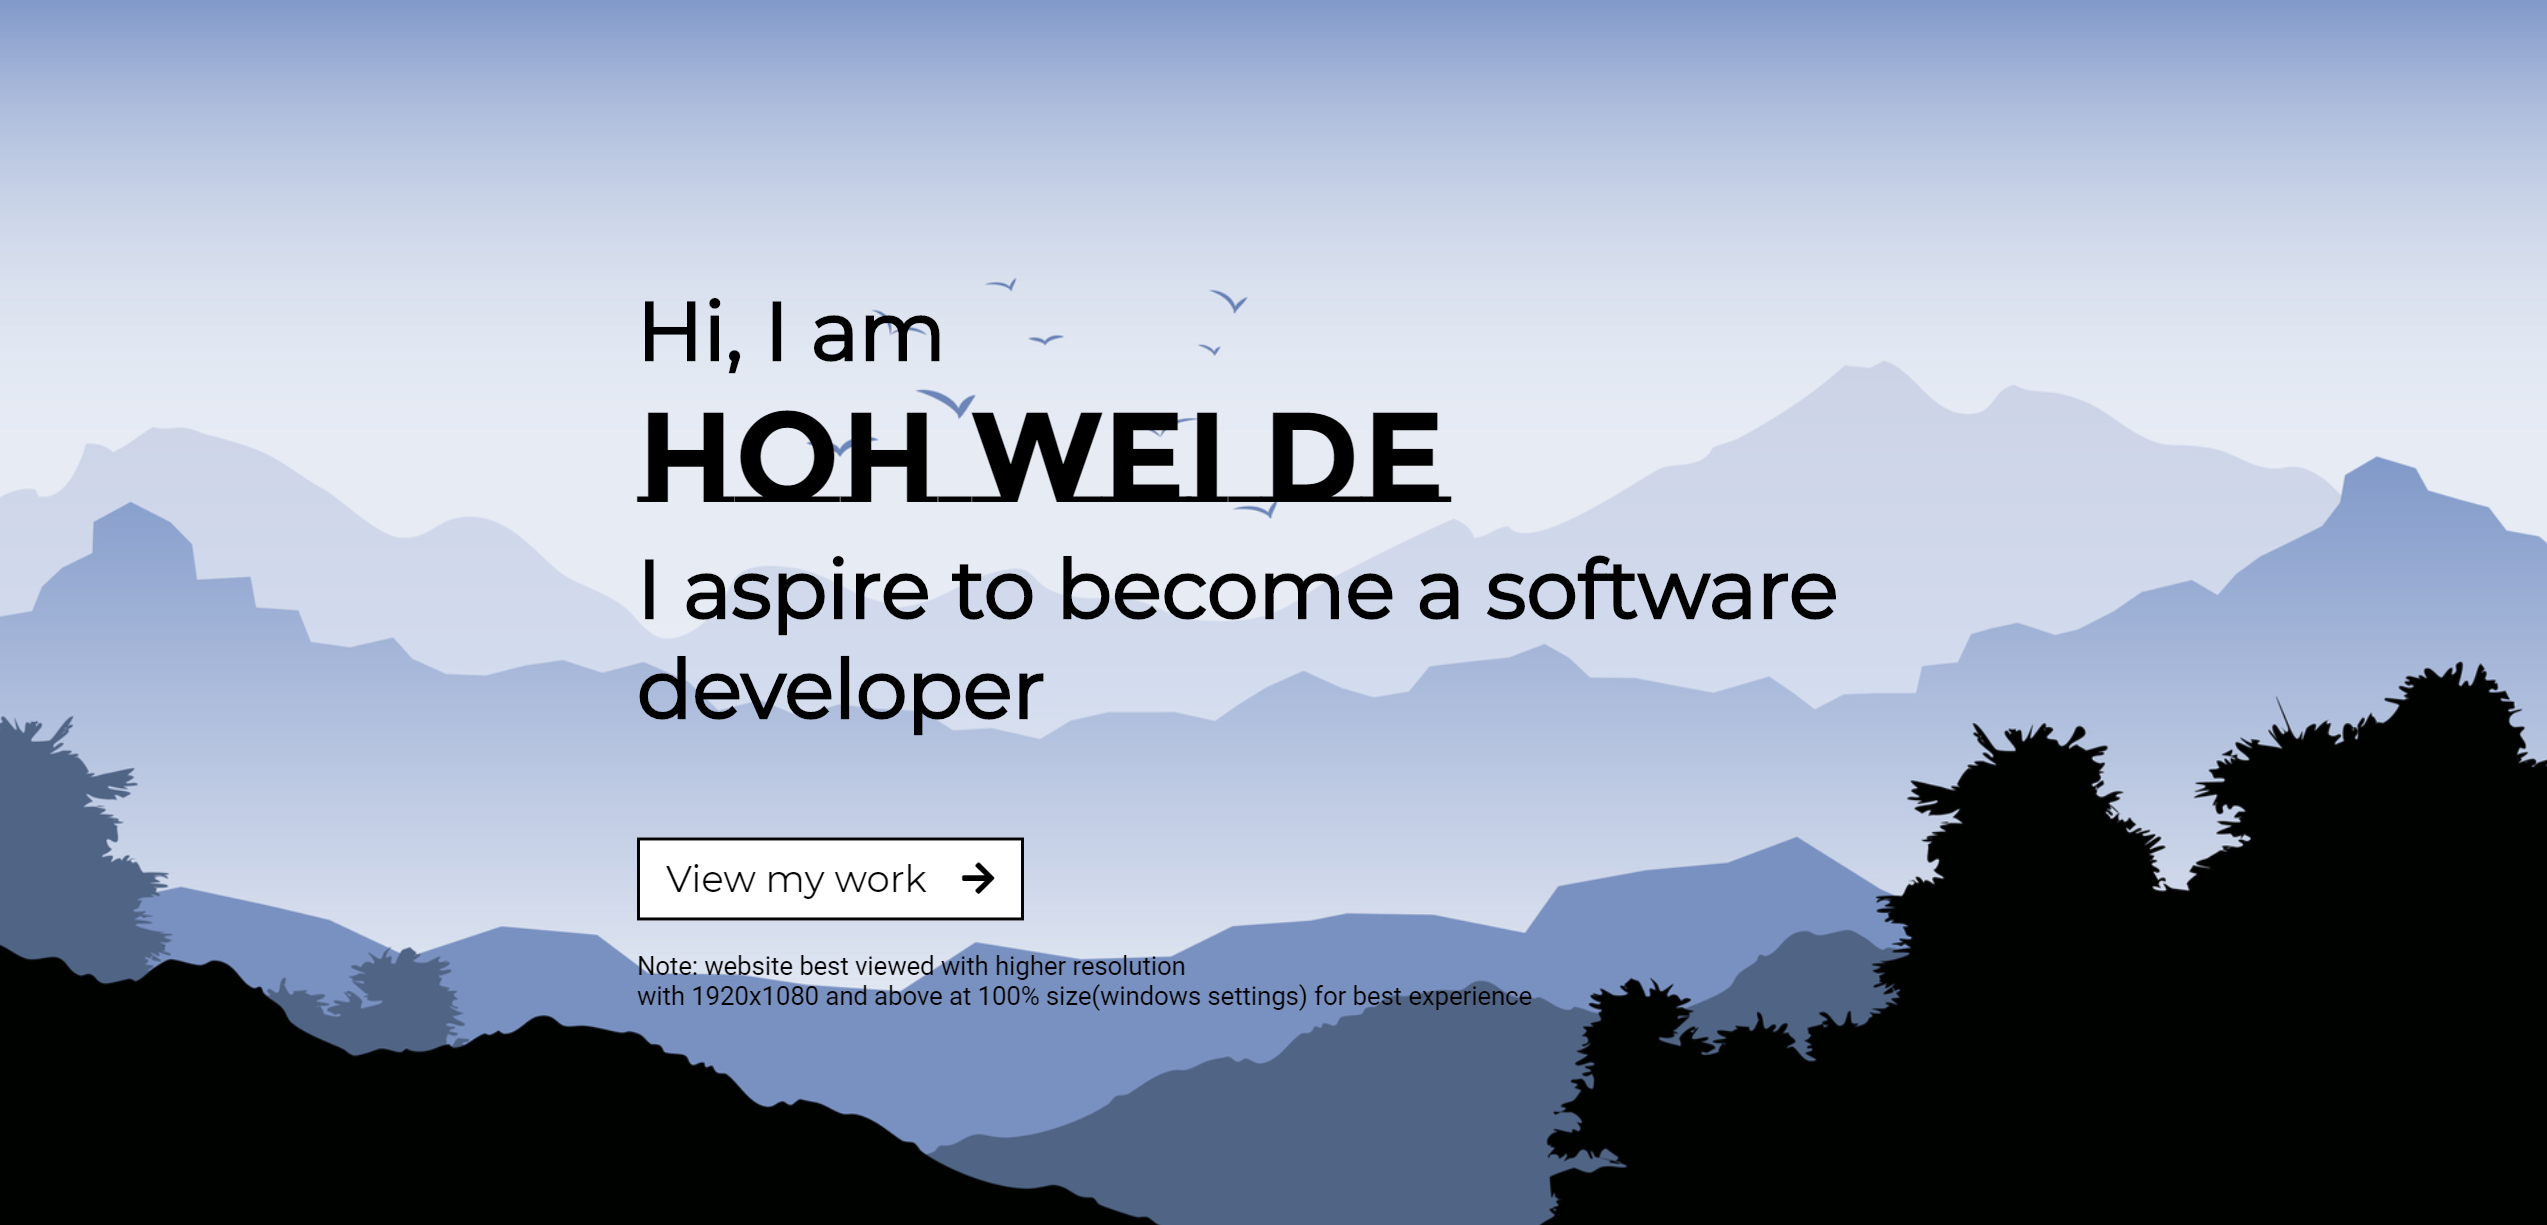 Hi, I am
HOH WEI DE
I aspire to become a software
developer
View my work
Note: website best viewed with higher resolution
with 1920x1080 and above at 100% size(windows settings) for best experience